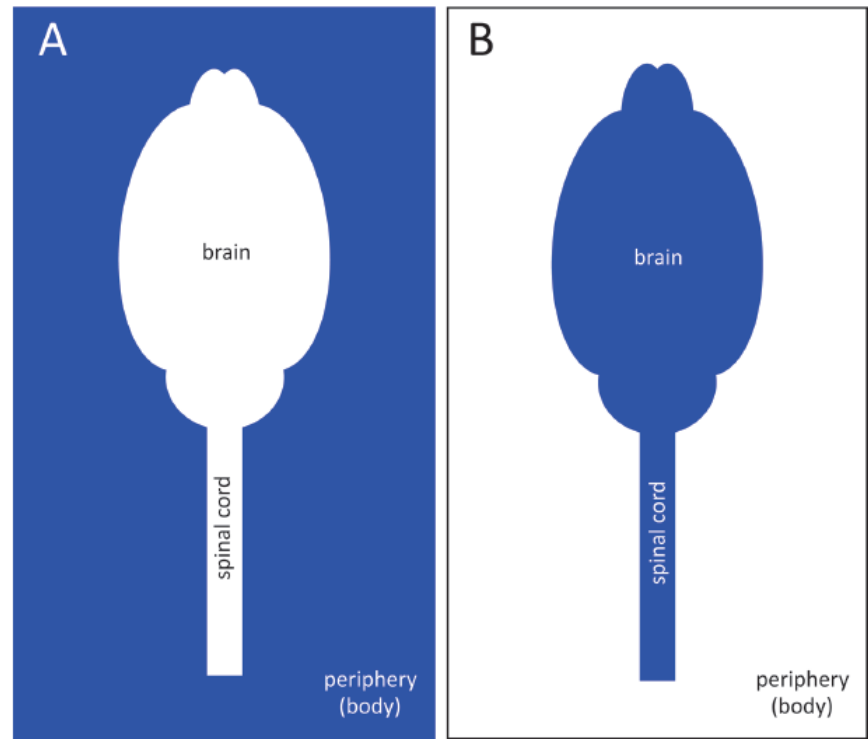 A
brain
spinal cord
periphery
(body)
B
brain
spinal cord
periphery
(body)